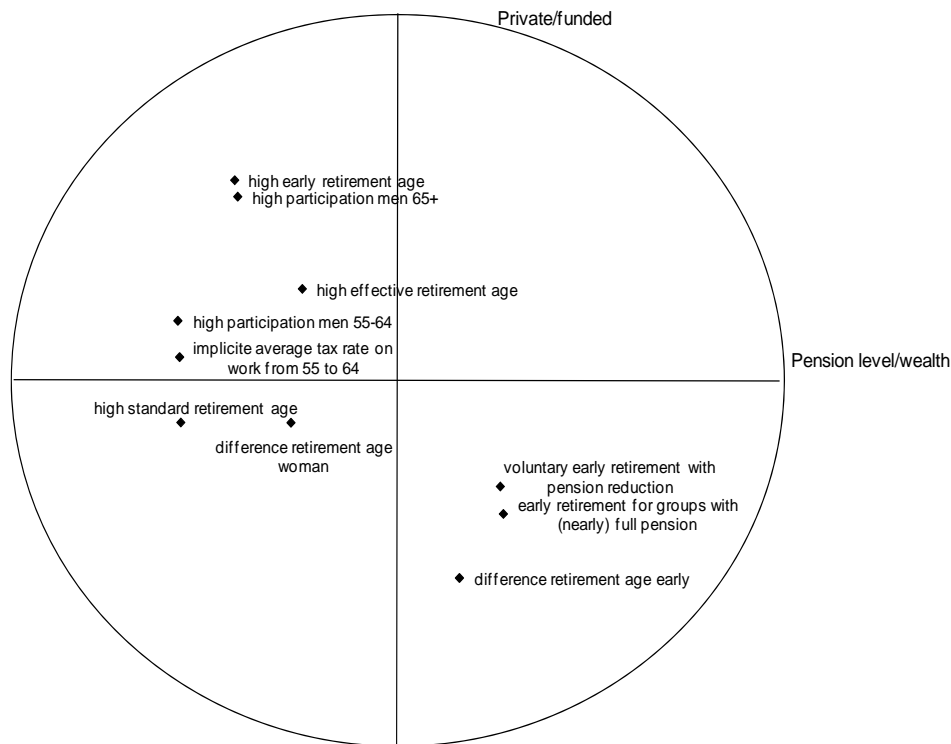 Private/funded
high early retirement age
high participation men 65+
high effective retirement age
high participation men 55-64
implicite average tax rate on
work from 55 to 64
Pension level/wealth
high standard retirement age
difference retirement age
woman
voluntary early retirement with
pension reduction
early retirement for groups with
(nearly) full pension
difference retirement age early